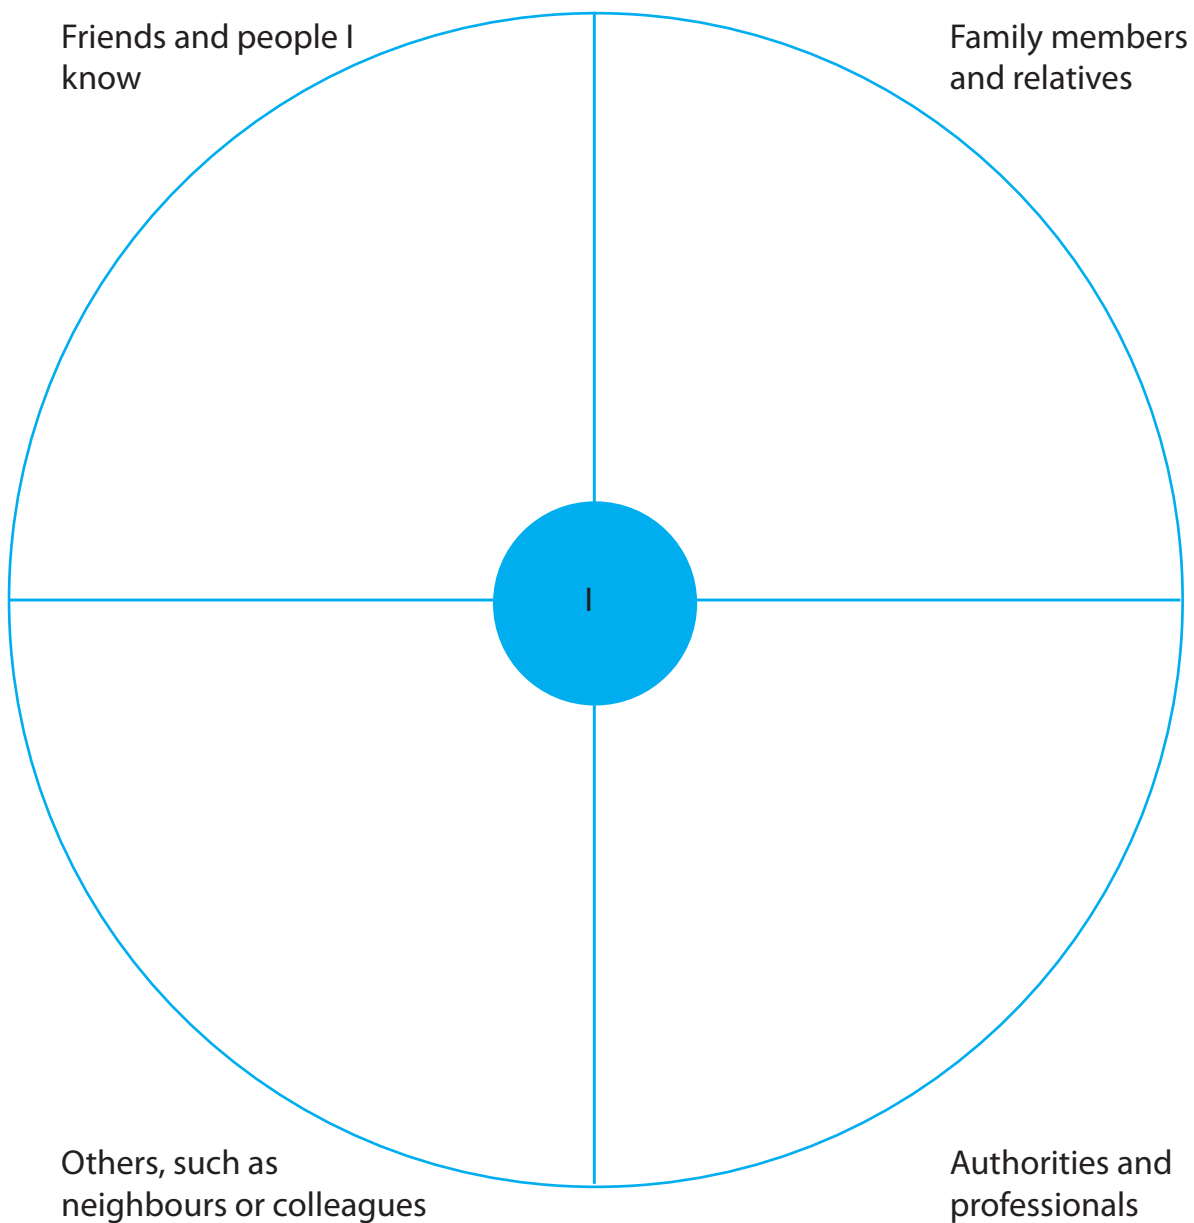 Friends and people I
know
Family members
and relatives
I
Others, such as
neighbours or colleagues
Authorities and
professionals